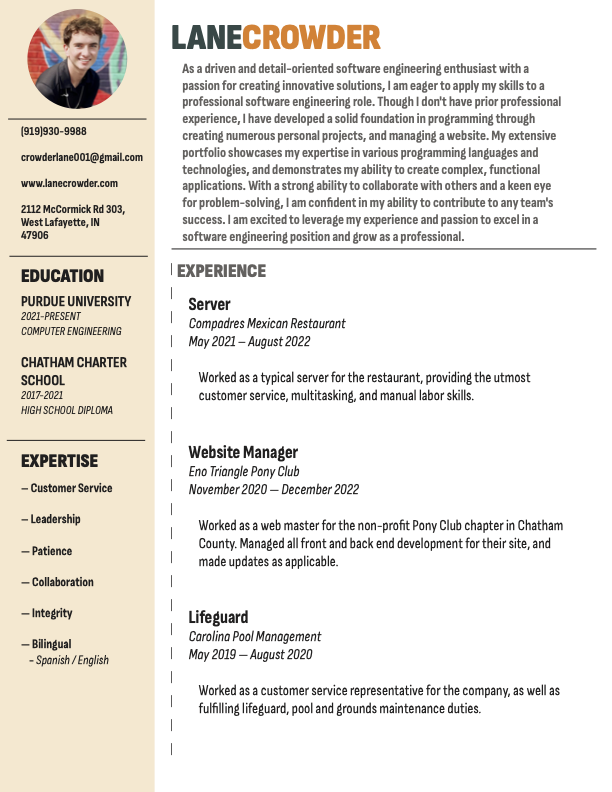 (919)930-9988
crowderlane001@gmail.com
www.lanecrowder.com
2112 McCormick Rd 303,
West Lafayette, IN
47906
EDUCATION
PURDUE UNIVERSITY
2021-PRESENT
COMPUTER ENGINEERING
CHATHAM CHARTER
SCHOOL
2017-2021
HIGH SCHOOL DIPLOMA
EXPERTISE
– Customer Service
– Leadership
– Patience
– Collaboration
– Integrity
– Bilingual
- Spanish / English
LANECROWDER
As a driven and detail-oriented software engineering enthusiast with a
passion for creating innovative solutions, I am eager to apply my skills to a
professional software engineering role. Though I don't have prior professional
experience, I have developed a solid foundation in programming through
creating numerous personal projects, and managing a website. My extensive
portfolio showcases my expertise in various programming languages and
technologies, and demonstrates my ability to create complex, functional
applications. With a strong ability to collaborate with others and a keen eye
for problem-solving, I am confident in my ability to contribute to any team's
success. I am excited to leverage my experience and passion to excel in a
software engineering position and grow as a professional.
EXPERIENCE
Server
Compadres Mexican Restaurant
May 2021 – August 2022
Worked as a typical server for the restaurant, providing the utmost
customer service, multitasking, and manual labor skills.
Website Manager
Eno Triangle Pony Club
November 2020 — December 2022
Worked as a web master for the non-profit Pony Club chapter in Chatham
County. Managed all front and back end development for their site, and
made updates as applicable.
Lifeguard
Carolina Pool Management
May 2019 — August 2020
Worked as a customer service representative for the company, as well as
fulfilling lifeguard, pool and grounds maintenance duties.